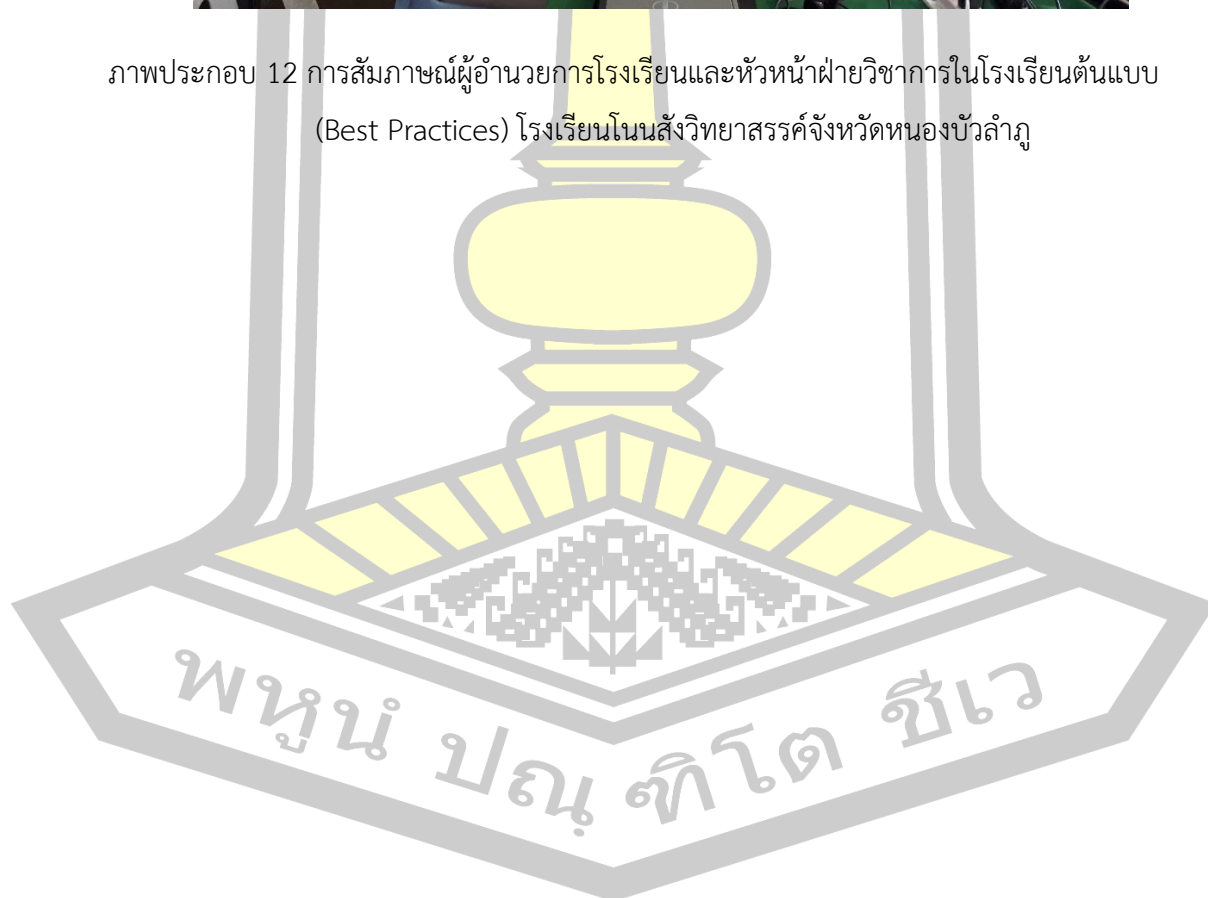 ภาพประกอบ 12 การสัมภาษณ์ผู้อำนวยการโรงเรียนและหัวหน้าฝ่ายวิชาการในโรงเรียนต้นแบบ
(Best Practices) โรงเรียนโนนสังวิทยาสรรค์จังหวัดหนองบัวลำภู
พหูนํ ปณฺฑิโต ชีเว